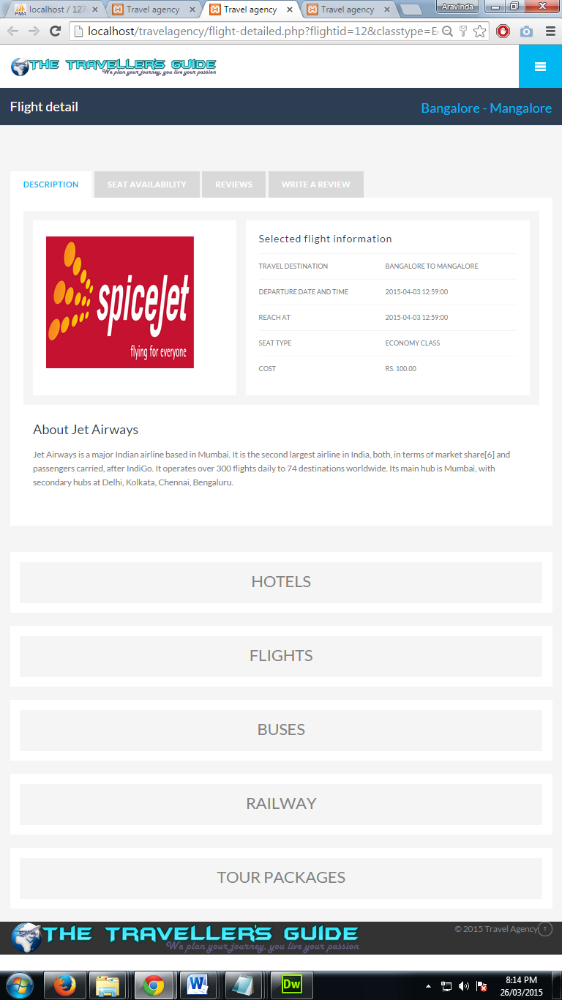 localhost / 127
Travel agency
Travel agency
Travel agency
Aravinda
localhost/travelagency/flight-detailed.php?flightid=12&classtype=E
THE TRAVELLER'S GUIDE
We plan your journey, you live your passion
Flight detail
Bangalore - Mangalore
DESCRIPTION
SEAT AVAILABILITY
REVIEWS
WRITE A REVIEW
spiceJet
flying for everyone
Selected flight information
TRAVEL DESTINATION BANGALORE TO MANGALORE
DEPARTURE DATE AND TIME 2015-04-03 12:59:00
REACH AT 2015-04-03 12:59:00
SEAT TYPE ECONOMY CLASS
COST RS. 100.00
About Jet Airways
Jet Airways is a major Indian airline based in Mumbai. It is the second largest airline in India, both, in terms of market share[6] and
passengers carried, after IndiGo. It operates over 300 flights daily to 74 destinations worldwide. Its main hub is Mumbai, with
secondary hubs at Delhi, Kolkata, Chennai, Bengaluru.
HOTELS
FLIGHTS
BUSES
RAILWAY
TOUR PACKAGES
THE TRAVELLER'S GUIDE
We plan your journey, you live your passion
© 2015 Travel Agency
Dw
8:14 PM
26/03/2015